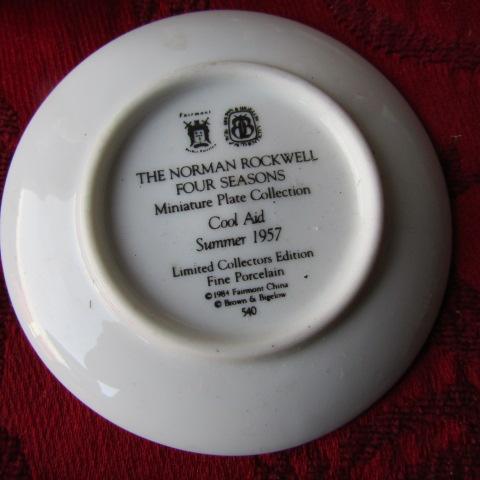 Fairmont
THE NORMAN ROCKWELL
FOUR SEASONS
Miniature Plate Collection
Cool Aid
Summer 1957
Limited Collectors Edition
Fine Porcelain
© 1984 Fairmont China
© Brown & Bigelow
540